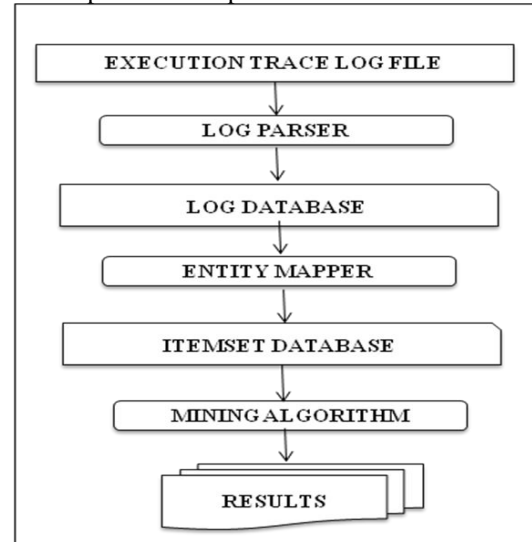 EXECUTION TRACE LOG FILE
LOG PARSER
LOG DATABASE
ENTITY MAPPER
ITEMSET DATABASE
MINING ALGORITHM
RESULTS